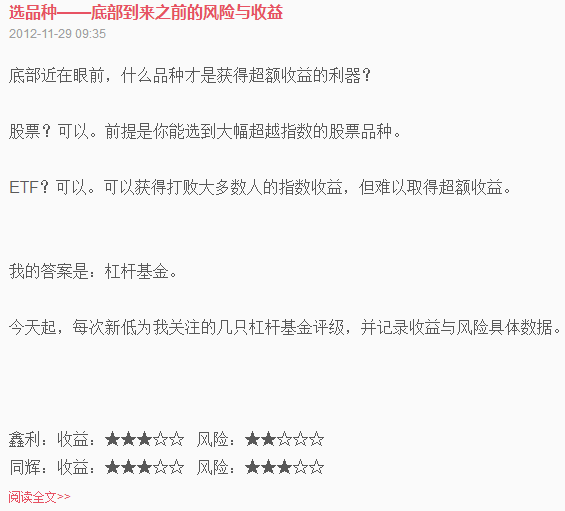 选品种——底部到来之前的风险与收益
2012-11-29 09:35
底部近在眼前，什么品种才是获得超额收益的利器？
股票？可以。前提是你能选到大幅超越指数的股票品种。
ETF？可以。可以获得打败大多数人的指数收益，但难以取得超额收益。
我的答案是：杠杆基金。
今天起，每次新低为我关注的几只杠杆基金评级，并记录收益与风险具体数据。
鑫利：收益：★★★☆☆ 风险：★★☆☆☆
同辉：收益：★★★☆☆ 风险：★★★☆☆
阅读全文>>